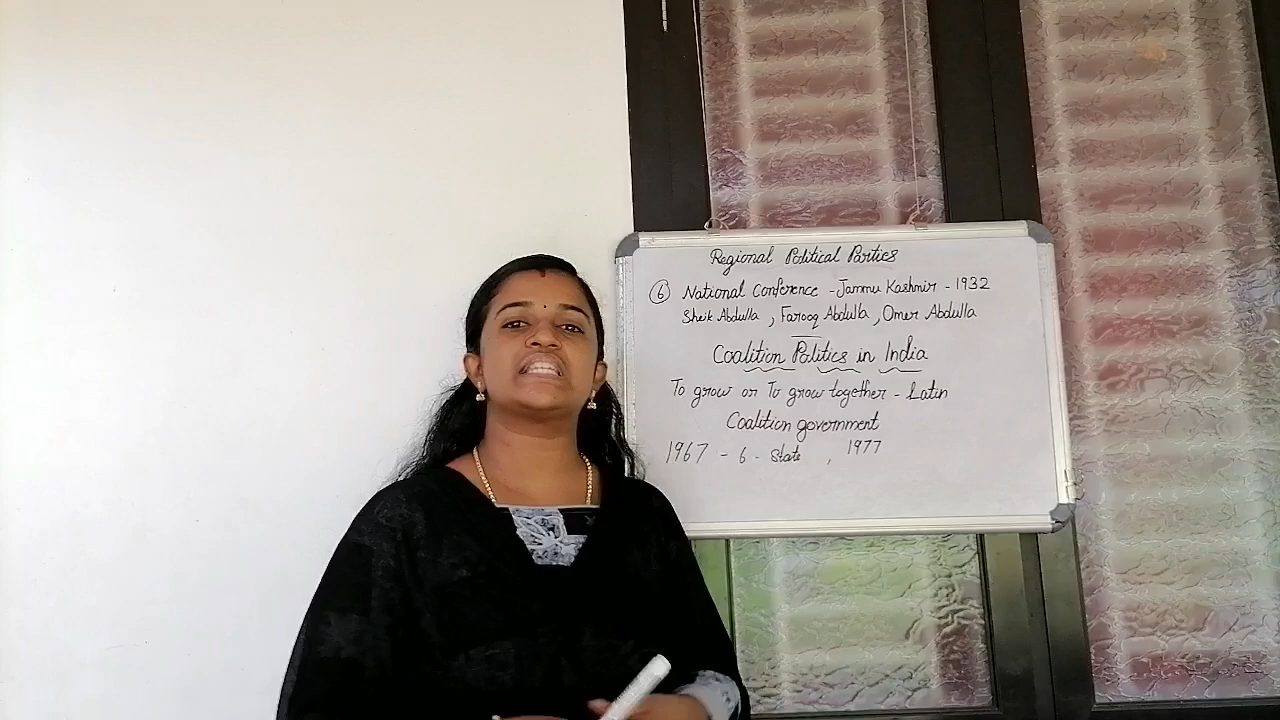 Regional Political Parties
⑥ National Conference - Jammu Kashmir - 1932
Sheik Abdulla , Farooq Abdulla , Omer Abdulla
Coalition Politics in India
To grow or To grow together - Latin
Coalition government
1967 - 6 - State , 1977